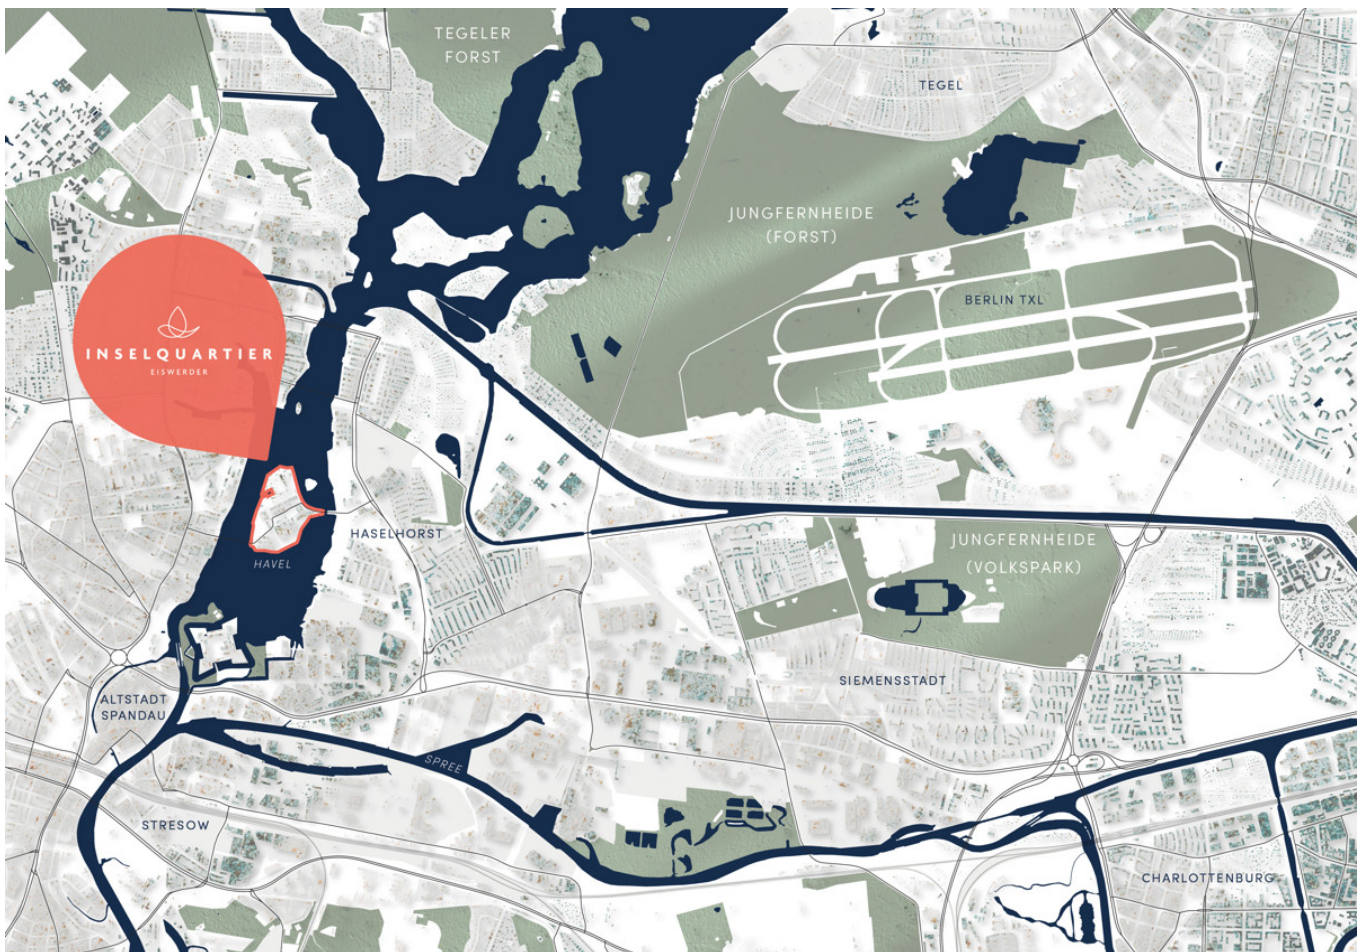 TEGELER
FORST
TEGEL
JUNGFERNHEIDE
(FORST)
BERLIN TXL
INSELQUARTIER
EISWERDER
HASELHORST
HAVEL
JUNGFERNHEIDE
(VOLKSPARK)
SIEMENSSTADT
ALTSTADT
SPANDAU
SPREE
STRESOW
CHARLOTTENBURG